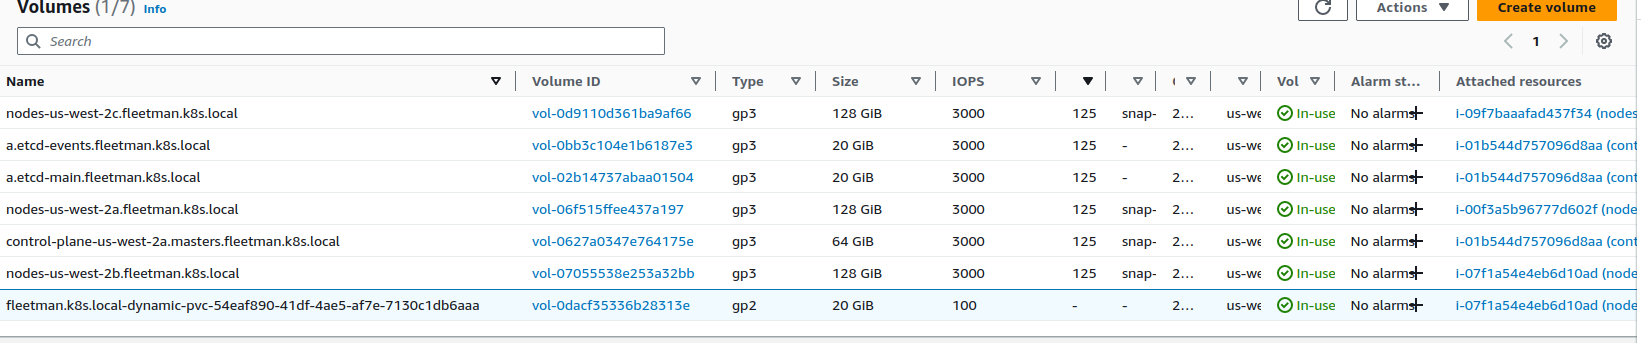 Volumes (1/7) Info
Actions Create volume
Search
1
Name Volume ID Type Size IOPS Vol Alarm st... Attached resources
nodes-us-west-2c.fleetman.k8s.local vol-0d9110d361ba9af66 gp3 128 GiB 3000 125 snap- 2... us-we In-use No alarms i-09f7baaafad437f34 (nodes
a.etcd-events.fleetman.k8s.local vol-0bb3c104e1b6187e3 gp3 20 GiB 3000 125 - 2... us-we In-use No alarms i-01b544d757096d8aa (cont
a.etcd-main.fleetman.k8s.local vol-02b14737abaa01504 gp3 20 GiB 3000 125 - 2... us-we In-use No alarms i-01b544d757096d8aa (cont
nodes-us-west-2a.fleetman.k8s.local vol-06f515ffee437a197 gp3 128 GiB 3000 125 snap- 2... us-we In-use No alarms i-00f3a5b96777d602f (node
control-plane-us-west-2a.masters.fleetman.k8s.local vol-0627a0347e764175e gp3 64 GiB 3000 125 snap- 2... us-we In-use No alarms i-01b544d757096d8aa (cont
nodes-us-west-2b.fleetman.k8s.local vol-07055538e253a32bb gp3 128 GiB 3000 125 snap- 2... us-we In-use No alarms i-07f1a54e4eb6d10ad (node
fleetman.k8s.local-dynamic-pvc-54eaf890-41df-4ae5-af7e-7130c1db6aaa vol-0dacf35336b28313e gp2 20 GiB 100 - - 2... us-we In-use No alarms i-07f1a54e4eb6d10ad (node